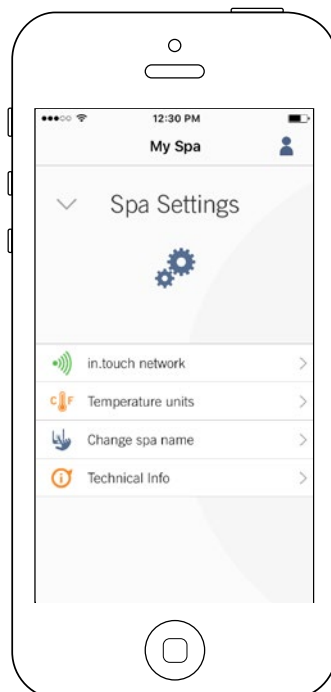 12:30 PM
My Spa
Spa Settings
in.touch network
C F Temperature units
Change spa name
i Technical Info